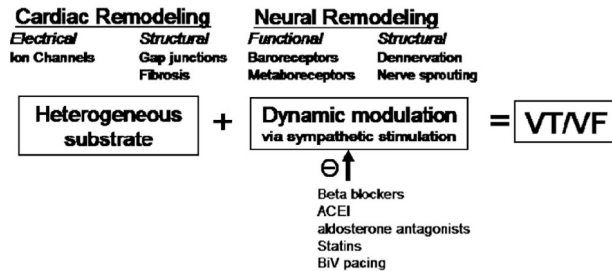 Cardiac Remodeling
Neural Remodeling
Electrical Structural Functional Structural
Ion Channels Gap junctions Baroreceptors Dennervation
Fibrosis Metaboreceptors Nerve sprouting
Heterogeneous substrate
+
Dynamic modulation
via sympathetic stimulation
= VT/VF
Θ
Beta blockers
ACEI
aldosterone antagonists
Statins
BiV pacing